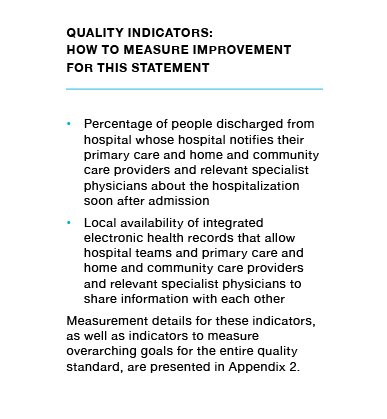 QUALITY INDICATORS:
HOW TO MEASURE IMPROVEMENT
FOR THIS STATEMENT
• Percentage of people discharged from
hospital whose hospital notifies their
primary care and home and community
care providers and relevant specialist
physicians about the hospitalization
soon after admission
• Local availability of integrated
electronic health records that allow
hospital teams and primary care and
home and community care providers
and relevant specialist physicians to
share information with each other
Measurement details for these indicators,
as well as indicators to measure
overarching goals for the entire quality
standard, are presented in Appendix 2.